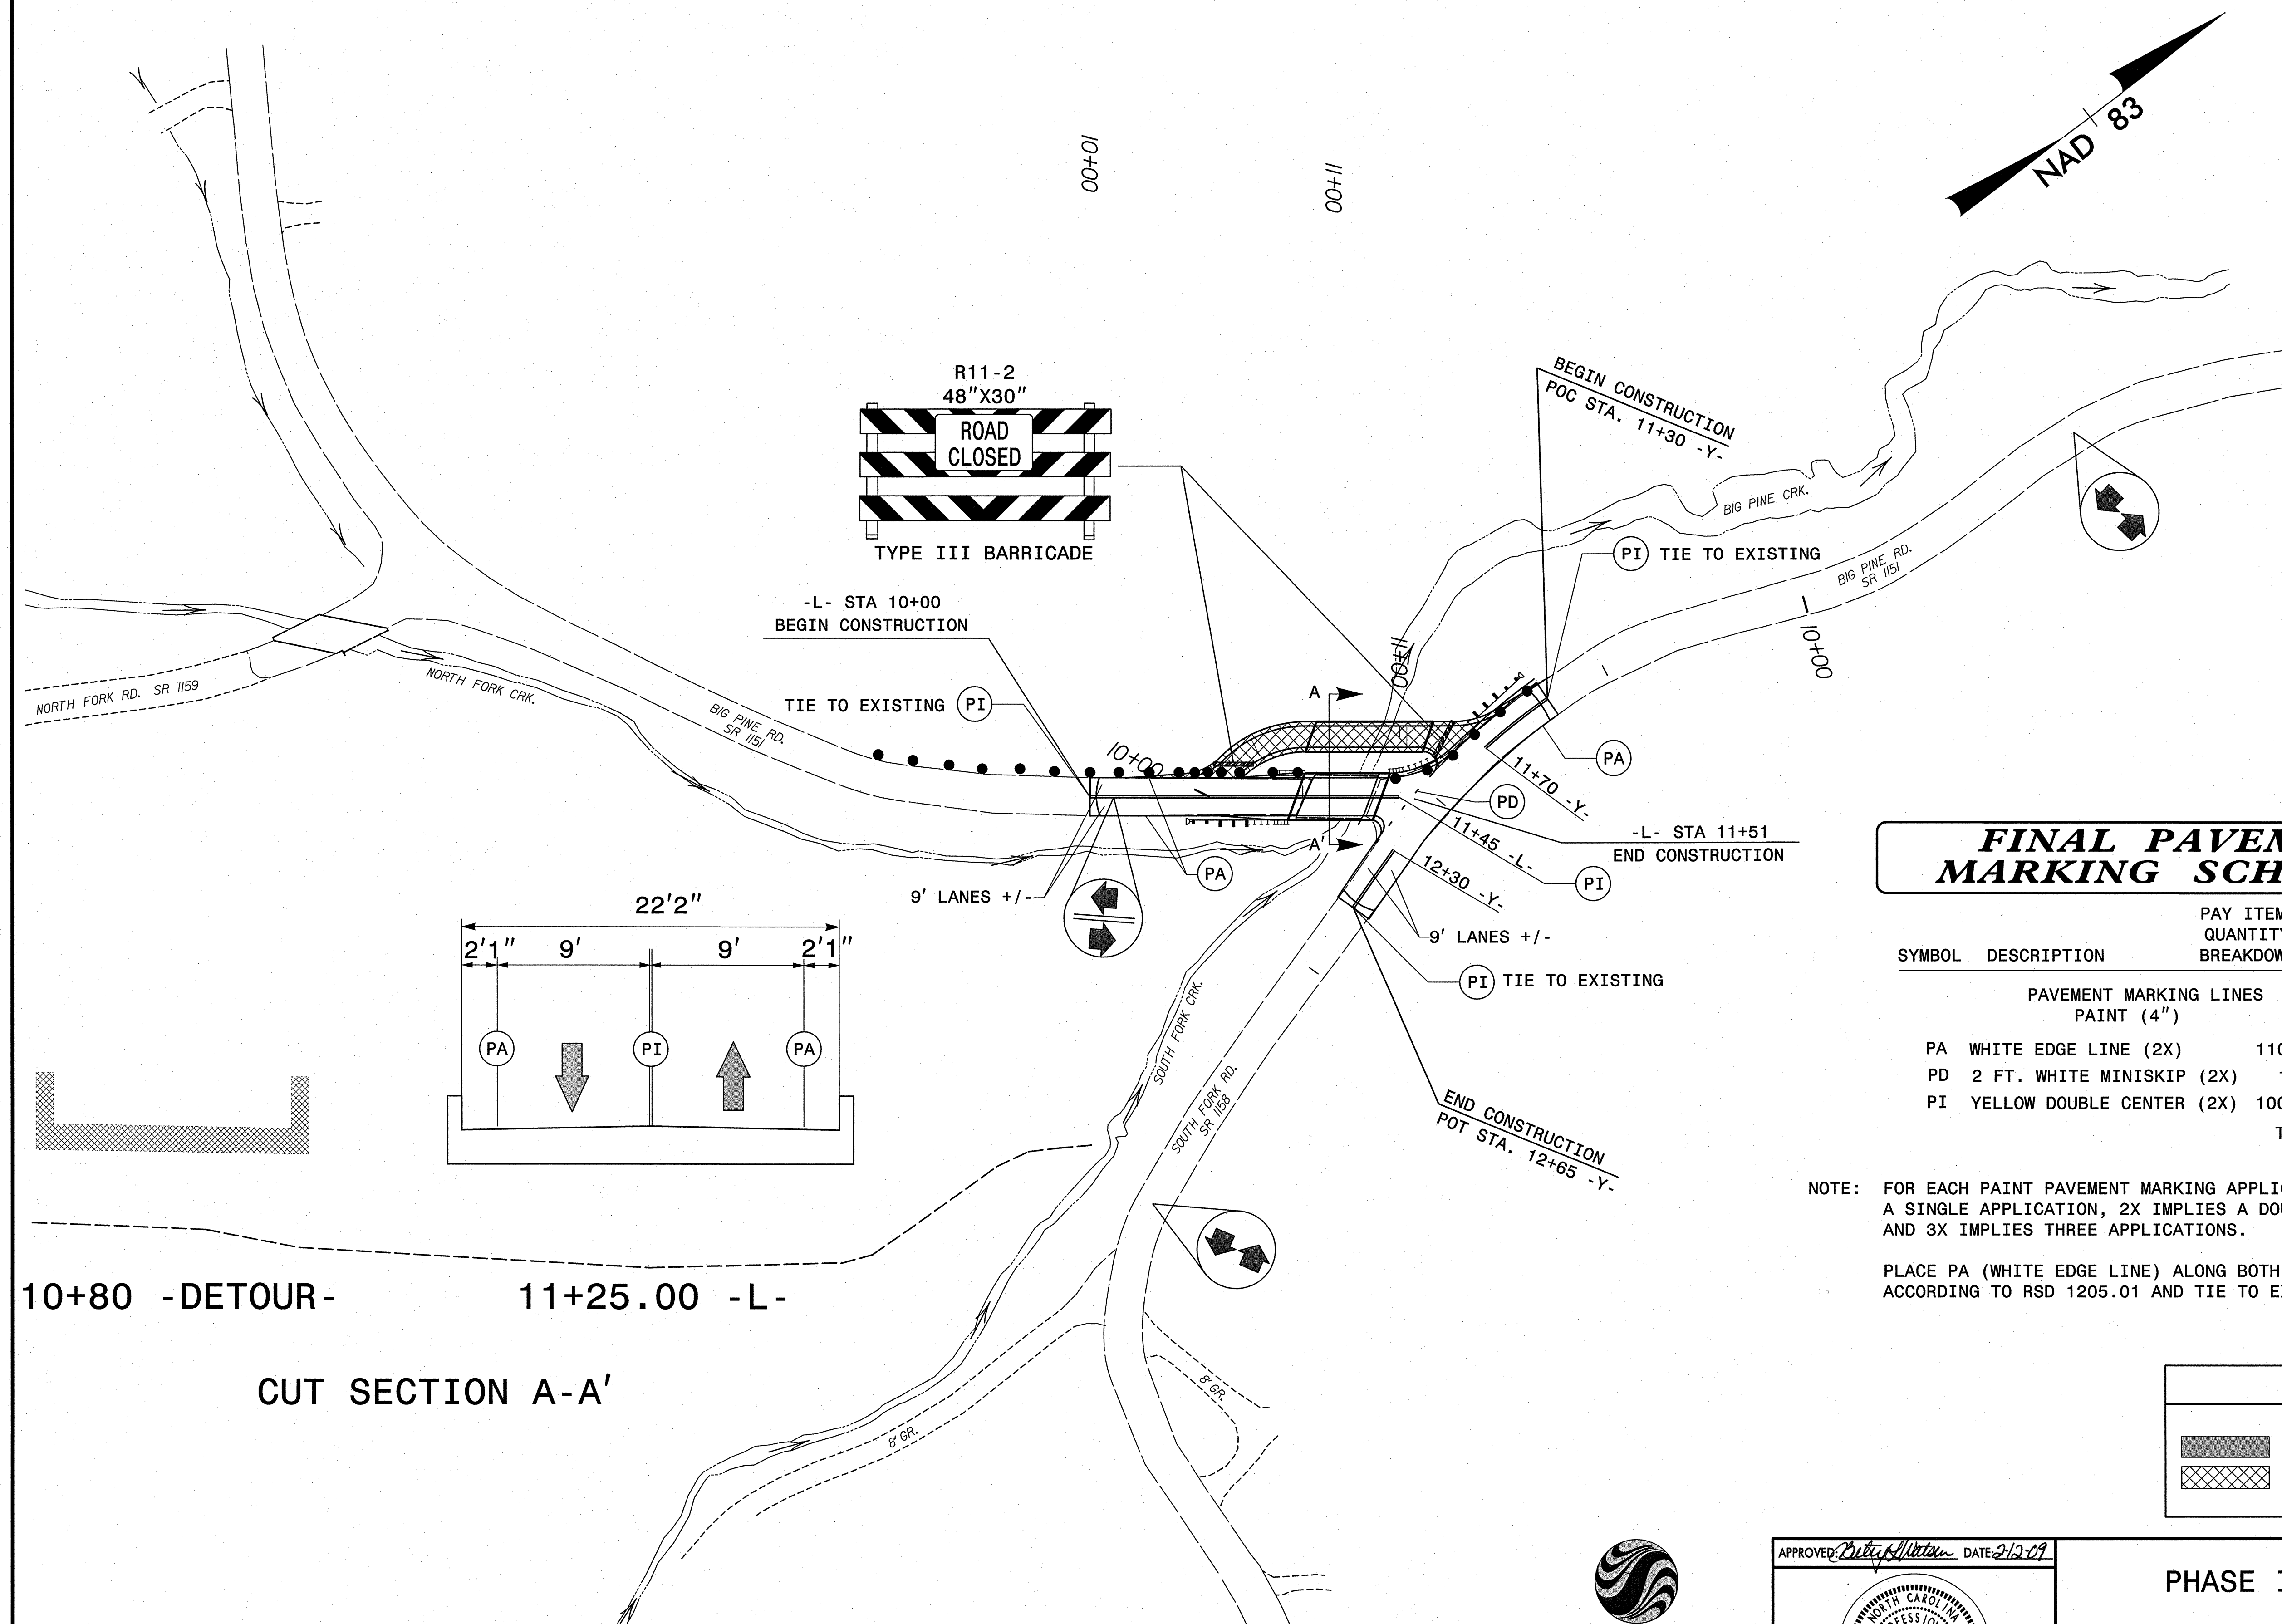 NAD 83
10+00
11+00
R11-2
48"X30"
ROAD
CLOSED
TYPE III BARRICADE
BEGIN CONSTRUCTION
POC STA. 11+30 -Y-
BIG PINE CRK.
PI TIE TO EXISTING
BIG PINE RD.
SR 1151
10+00
-L- STA 10+00
BEGIN CONSTRUCTION
11+00
NORTH FORK RD. SR 1159
NORTH FORK CRK.
TIE TO EXISTING PI
BIG PINE RD.
SR 1151
A
10+00
PA
11+70 -Y-
PD
-L- STA 11+51
END CONSTRUCTION
A'
11+45 -L-
PI
PA
12+30 -Y-
9' LANES +/-
9' LANES +/-
PI TIE TO EXISTING
22'2"
2'1" 9' 9' 2'1"
PA PI PA
SOUTH FORK CRK.
SOUTH FORK RD.
SR 1158
END CONSTRUCTION
POT STA. 12+65 -Y-
10+80 -DETOUR-
11+25.00 -L-
CUT SECTION A-A'
8' GR.
8' GR.
FINAL
MARKING
PAY
SYMBOL DESCRIPTION
PAVEMENT MARKING LINES
PAINT (4")
PA WHITE EDGE LINE (2X)
PD 2 FT. WHITE MINISKIP (2X)
PI YELLOW DOUBLE CENTER (2X)
NOTE: FOR EACH PAINT PAVEMENT MARKING
A SINGLE APPLICATION, 2X IMPLIES A
AND 3X IMPLIES THREE APPLICATIONS.
PLACE PA (WHITE EDGE LINE) ALONG BOTH
ACCORDING TO RSD 1205.01 AND TIE TO
APPROVED: DATE: 2-12-09
NORTH CAROLINA
PHASE